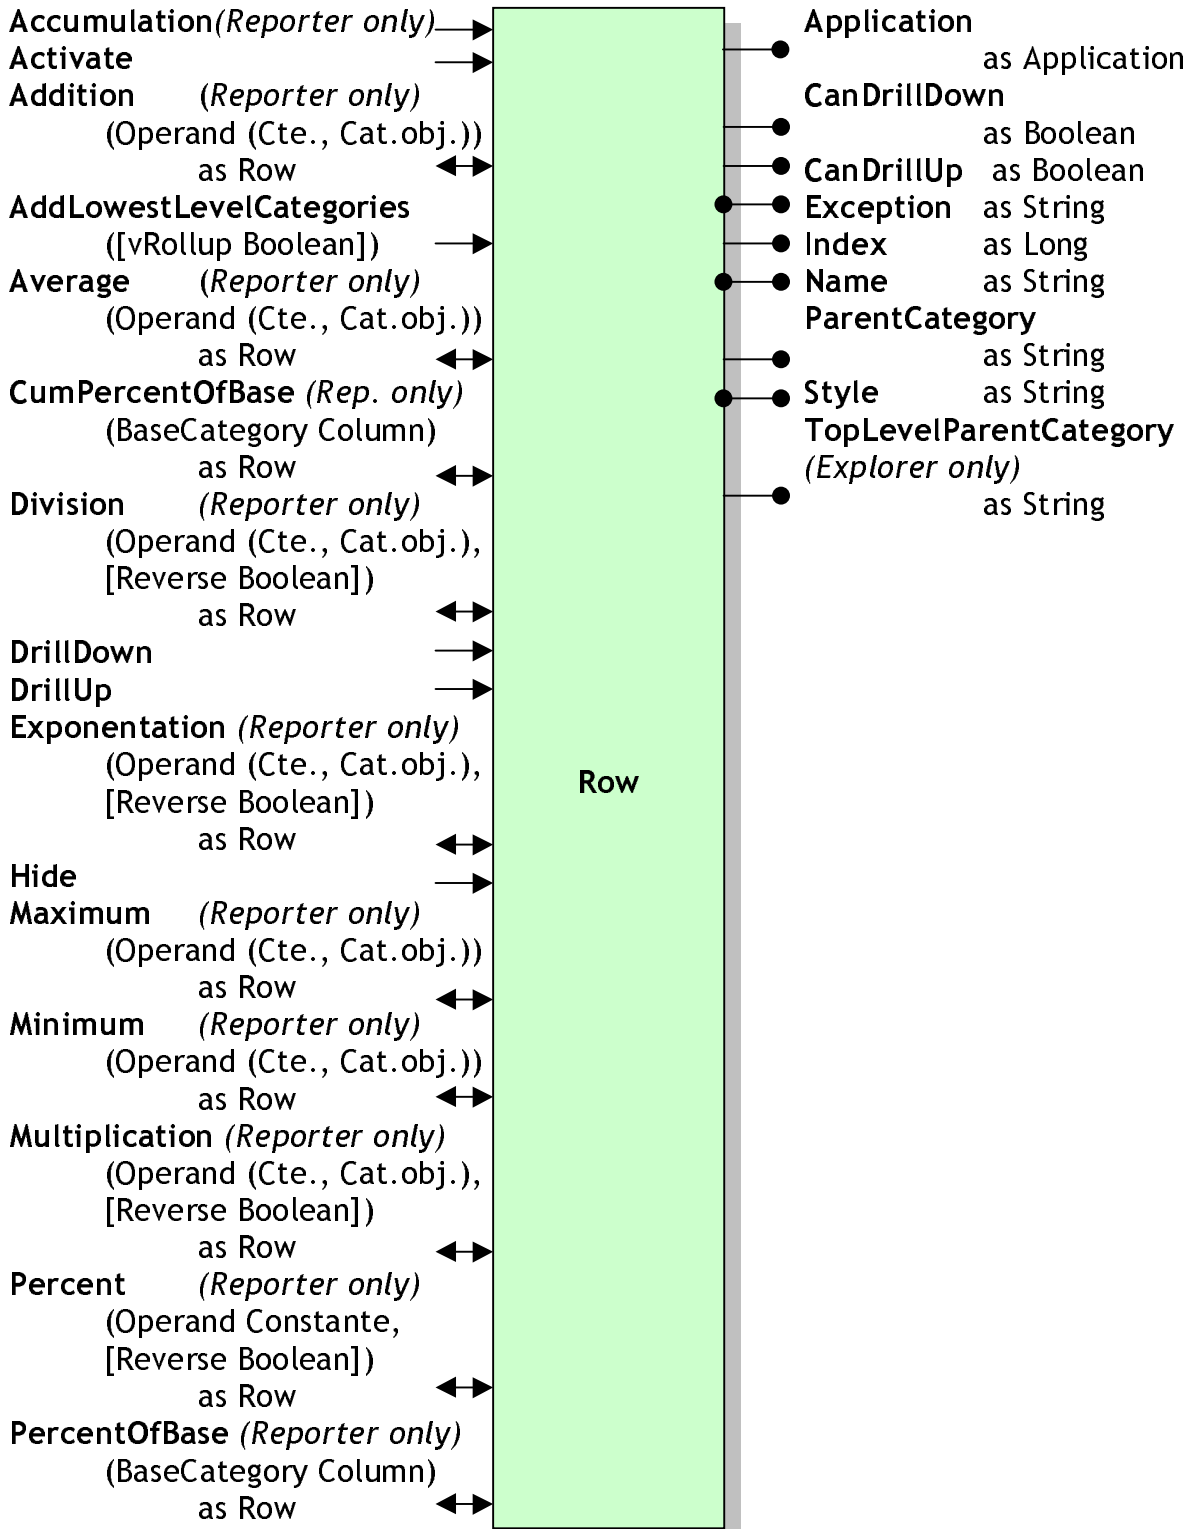 Accumulation(Reporter only)
Activate
Addition (Reporter only)
(Operand (Cte., Cat.obj.))
as Row
AddLowestLevelCategories
([vRollup Boolean])
Average (Reporter only)
(Operand (Cte., Cat.obj.))
as Row
CumPercentOfBase (Rep. only)
(BaseCategory Column)
as Row
Division (Reporter only)
(Operand (Cte., Cat.obj.),
[Reverse Boolean])
as Row
DrillDown
DrillUp
Exponentation (Reporter only)
(Operand (Cte., Cat.obj.),
[Reverse Boolean])
as Row
Hide
Maximum (Reporter only)
(Operand (Cte., Cat.obj.))
as Row
Minimum (Reporter only)
(Operand (Cte., Cat.obj.))
as Row
Multiplication (Reporter only)
(Operand (Cte., Cat.obj.),
[Reverse Boolean])
as Row
Percent (Reporter only)
(Operand Constante,
[Reverse Boolean])
as Row
PercentOfBase (Reporter only)
(BaseCategory Column)
as Row
Row
Application
as Application
CanDrillDown
as Boolean
CanDrillUp as Boolean
Exception as String
Index as Long
Name as String
ParentCategory
as String
Style as String
TopLevelParentCategory
(Explorer only)
as String